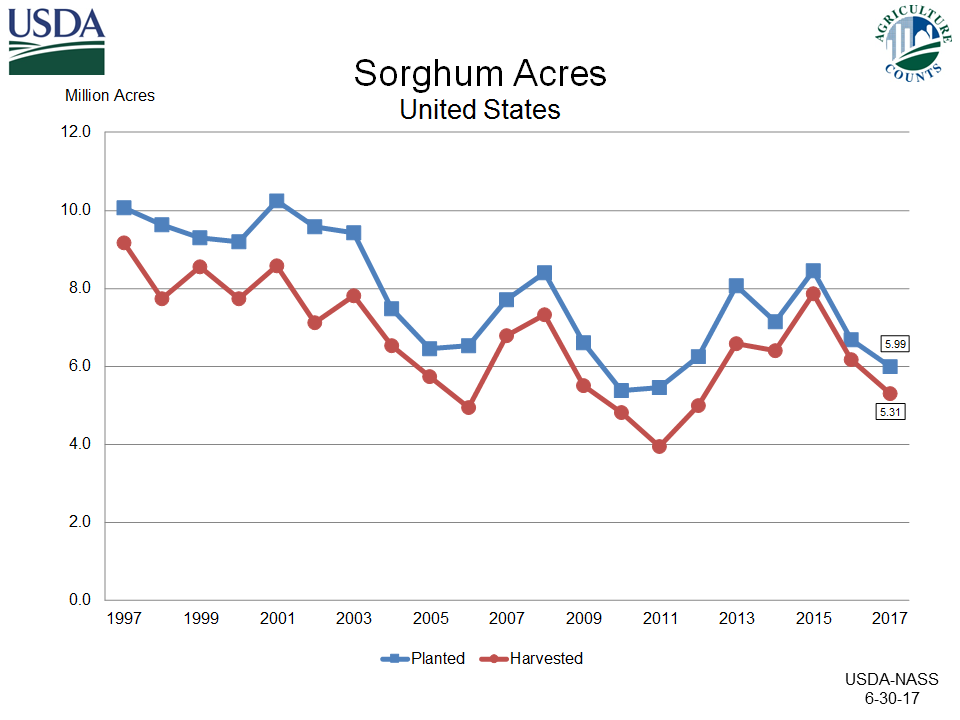 USDA
AGRICULTURE
COUNTS
Sorghum Acres
United States
Million Acres
12.0
10.0
8.0
6.0
4.0
2.0
0.0
5.99
5.31
1997 1999 2001 2003 2005 2007 2009 2011 2013 2015 2017
Planted Harvested
USDA-NASS
6-30-17